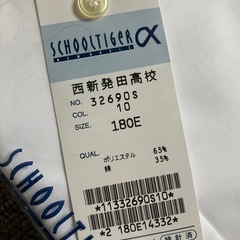 SCHOOLTIGER α
西新発田高校
NO. 32690S
COL. 10
SIZE. 180E
QUAL. ポリエステル 65%
綿 35%
*11332690S10*
*2 180E14332*
SCHOOLTIGER